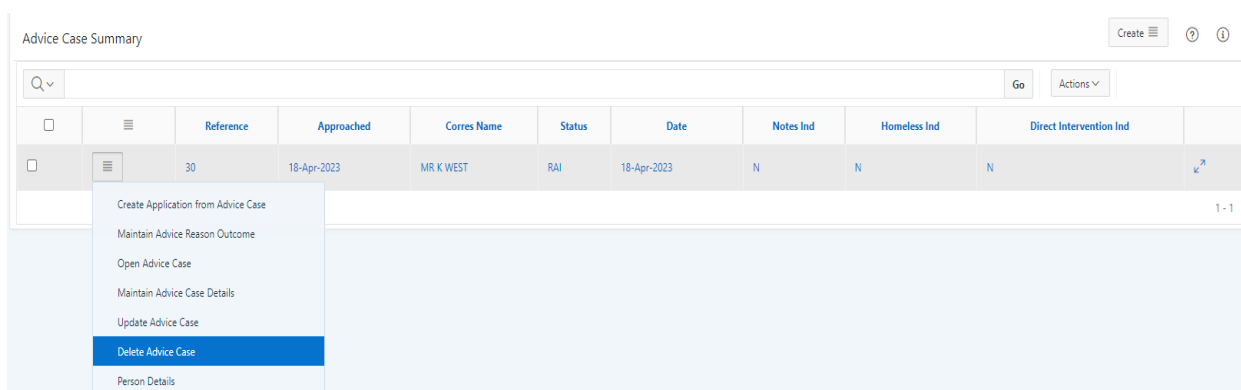 Advice Case Summary
Create
Go
Actions
Reference Approached Corres Name Status Date Notes Ind Homeless Ind Direct Intervention Ind
30 18-Apr-2023 MR K WEST RAI 18-Apr-2023 N N N
1 - 1
Create Application from Advice Case
Maintain Advice Reason Outcome
Open Advice Case
Maintain Advice Case Details
Update Advice Case
Delete Advice Case
Person Details